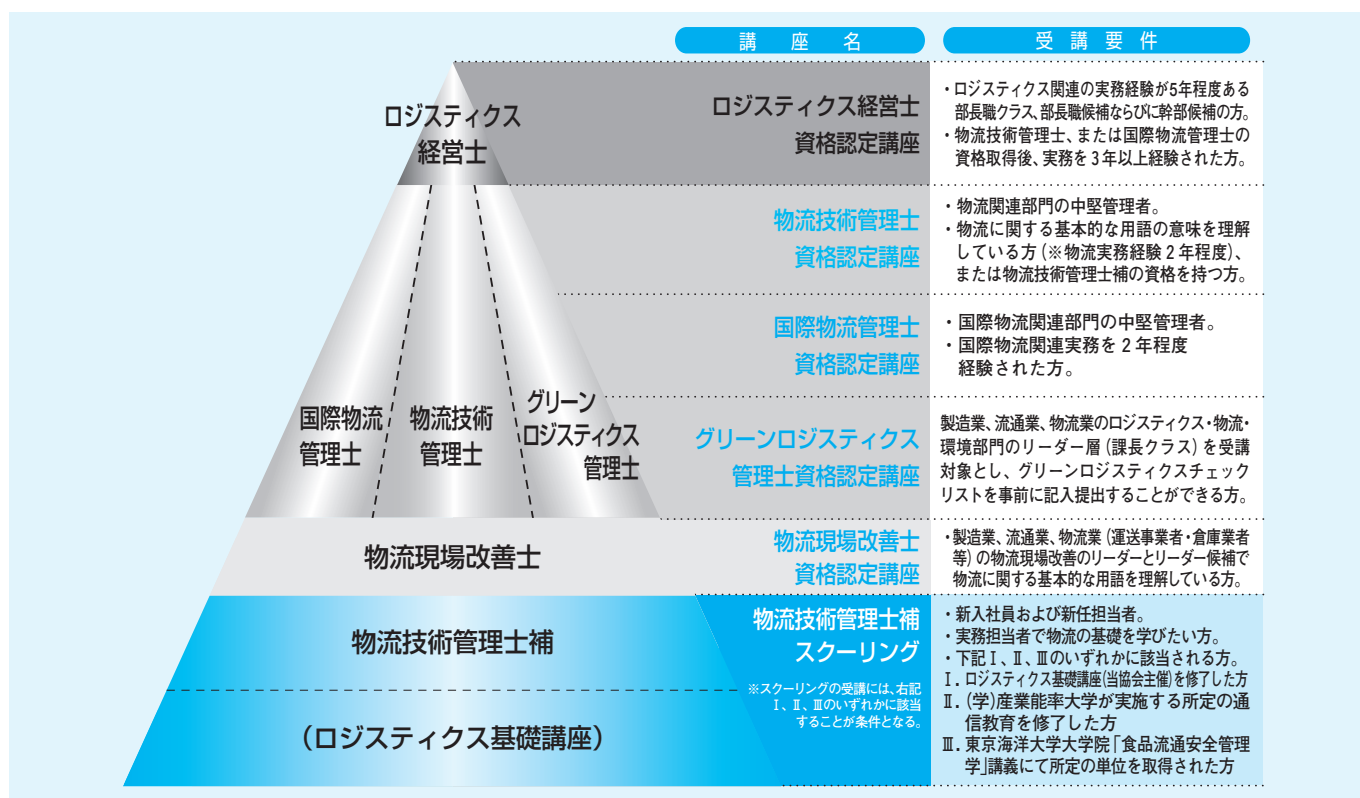 講座名
受講要件
ロジスティクス
経営士
ロジスティクス経営士
資格認定講座
・ロジスティクス関連の実務経験が5年程度ある
部長職クラス、部長職候補ならびに幹部候補の方。
・物流技術管理士、または国際物流管理士の
資格取得後、実務を3年以上経験された方。
物流技術管理士
資格認定講座
・物流関連部門の中堅管理者。
・物流に関する基本的な用語の意味を理解
している方(※物流実務経験2年程度)、
または物流技術管理士補の資格を持つ方。
国際物流管理士
資格認定講座
・国際物流関連部門の中堅管理者。
・国際物流関連実務を2年程度
経験された方。
国際物流
管理士
物流技術
管理士
グリーン
ロジスティクス
管理士
グリーンロジスティクス
管理士資格認定講座
製造業、流通業、物流業のロジスティクス・物流・
環境部門のリーダー層(課長クラス)を受講
対象とし、グリーンロジスティクスチェック
リストを事前に記入提出することができる方。
物流現場改善士
物流現場改善士
資格認定講座
・製造業、流通業、物流業(運送事業者・倉庫業者
等)の物流現場改善のリーダーとリーダー候補で
物流に関する基本的な用語を理解している方。
物流技術管理士補
(ロジスティクス基礎講座)
物流技術管理士補
スクーリング
※スクーリングの受講には、右記
Ⅰ、Ⅱ、Ⅲのいずれかに該当
することが条件となる。
・新入社員および新任担当者。
・実務担当者で物流の基礎を学びたい方。
・下記Ⅰ、Ⅱ、Ⅲのいずれかに該当される方。
Ⅰ. ロジスティクス基礎講座(当協会主催)を修了した方
Ⅱ. (学)産業能率大学が実施する所定の通
信教育を修了した方
Ⅲ. 東京海洋大学大学院「食品流通安全管理
学」講義にて所定の単位を取得された方